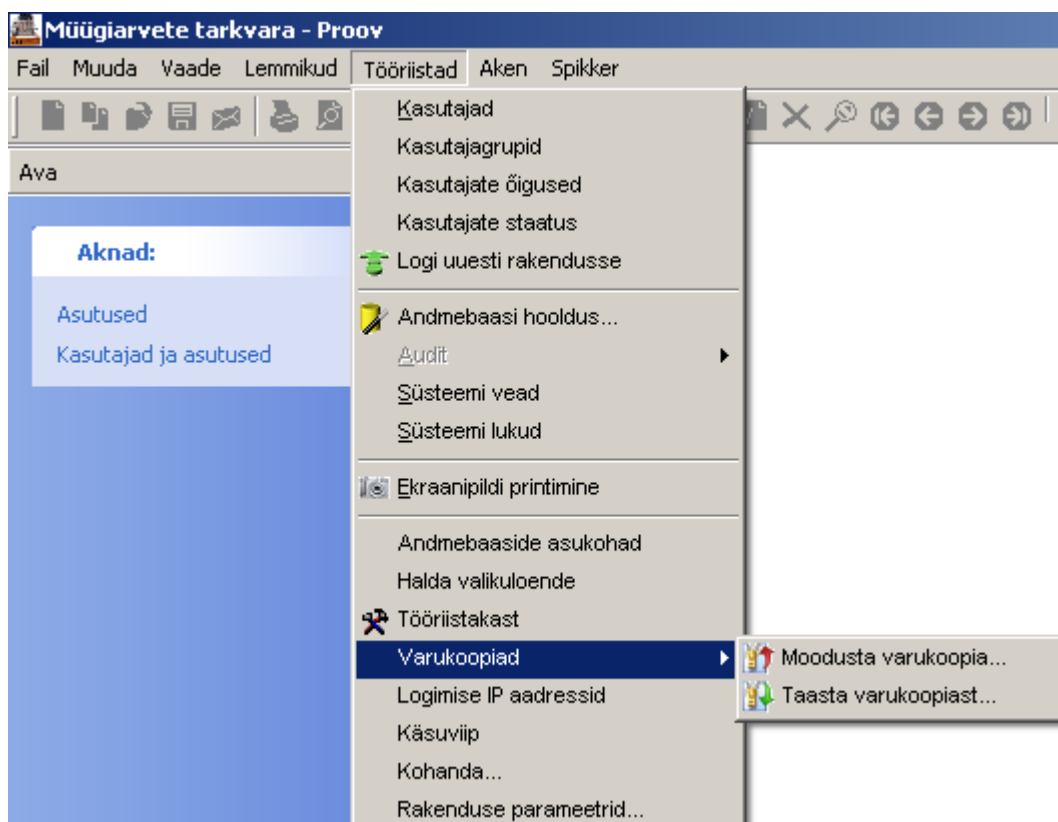 Müügiarvete tarkvara - Proov
Fail Muuda Vaade Lemmikud Tööriistad Aken Spikker
Ava
Aknad:
Asutused
Kasutajad ja asutused
Kasutajad
Kasutajagrupid
Kasutajate õigused
Kasutajate staatus
Logi uuesti rakendusse
Andmebaasi hooldus...
Audit
Süsteemi vead
Süsteemi lukud
Ekraanipildi printimine
Andmebaaside asukohad
Halda valikuloende
Tööriistakast
Varukoopiad
Moodusta varukoopia...
Taasta varukoopiast...
Logimise IP aadressid
Käsuviip
Kohanda...
Rakenduse parameetrid...